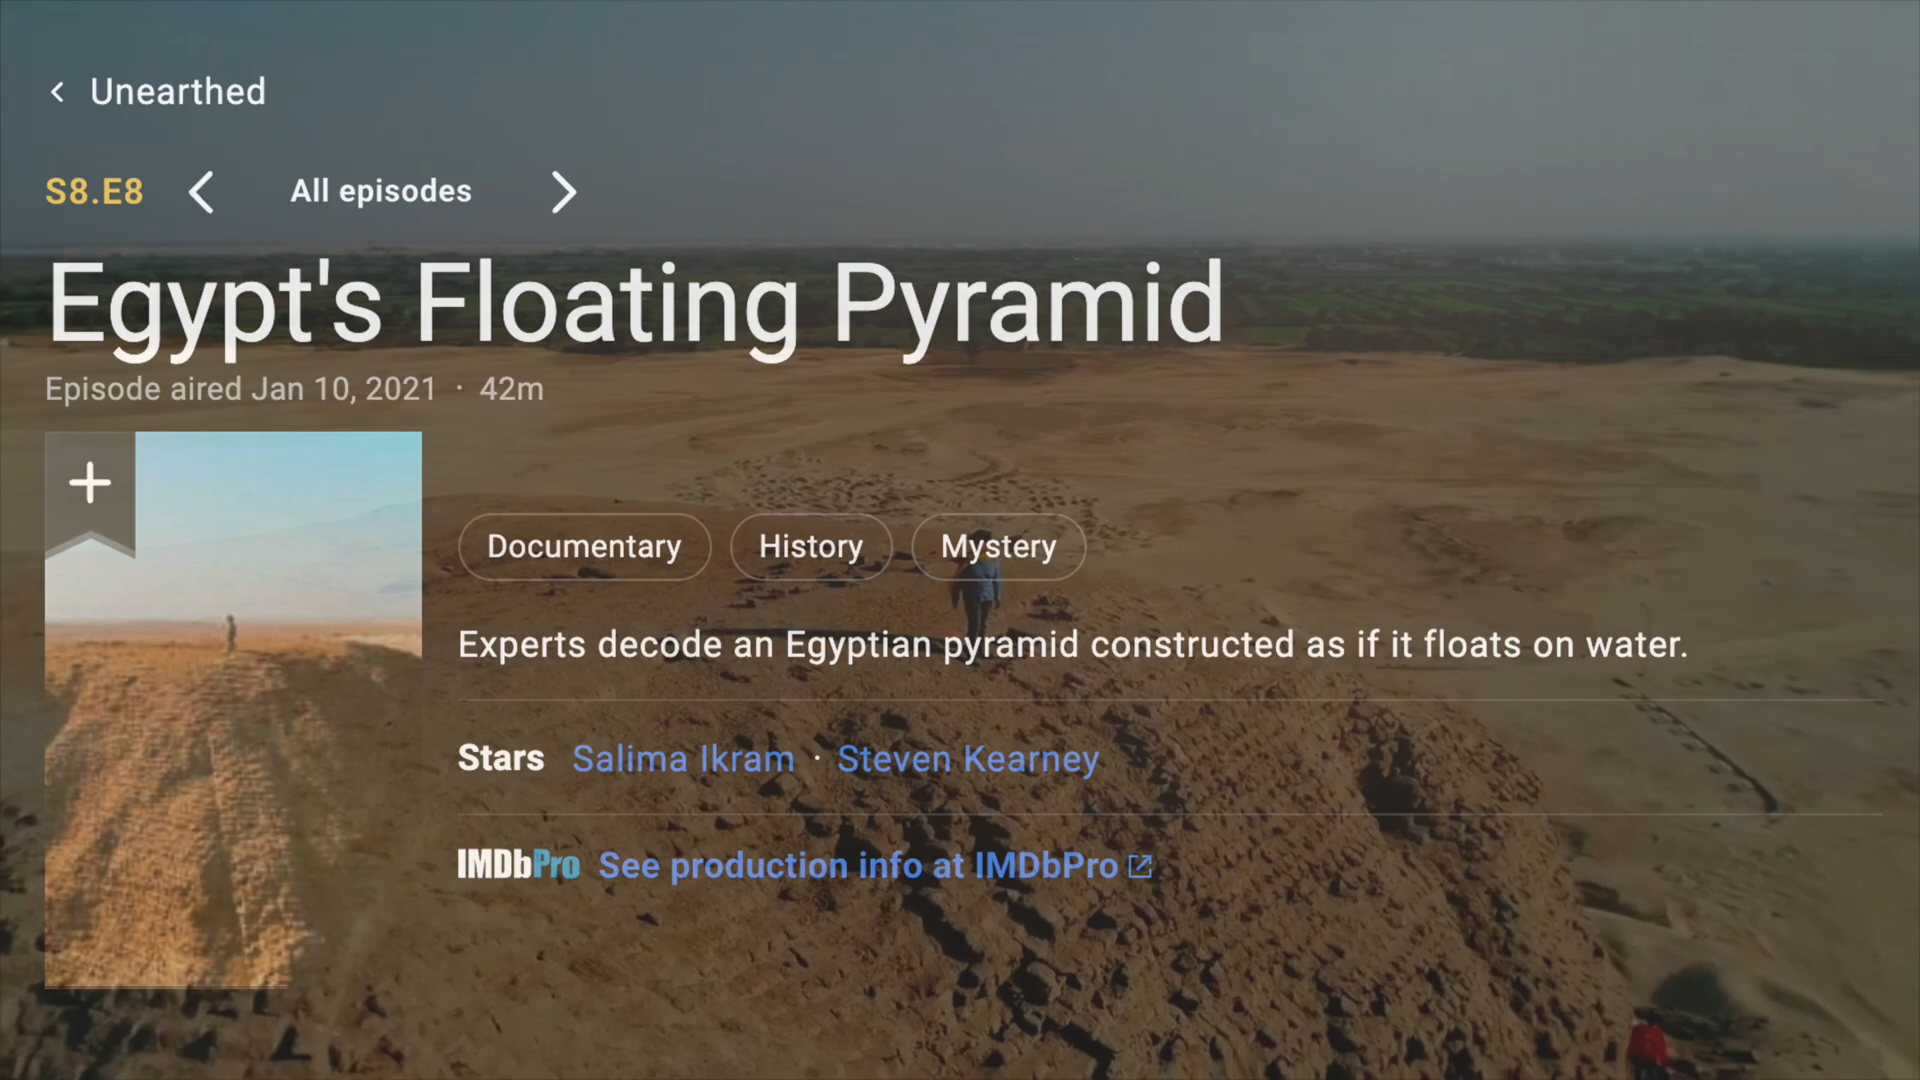 Unearthed
S8.E8 All episodes
Egypt's Floating Pyramid
Episode aired Jan 10, 2021 · 42m
Documentary History Mystery
Experts decode an Egyptian pyramid constructed as if it floats on water.
Stars Salima Ikram · Steven Kearney
IMDbPro See production info at IMDbPro